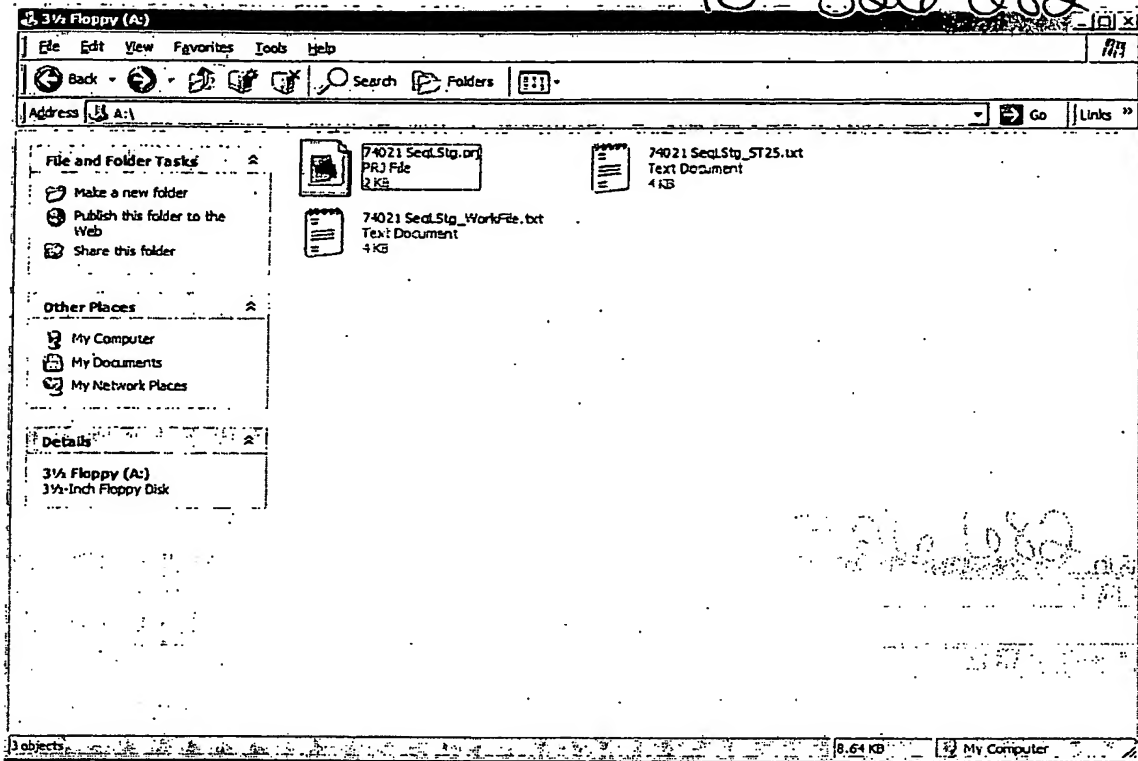 3½ Floppy (A:)
File Edit View Favorites Tools Help
Back Search Folders
Address A:\ Go Links »
File and Folder Tasks
Make a new folder
Publish this folder to the Web
Share this folder
Other Places
My Computer
My Documents
My Network Places
Details
3½ Floppy (A:)
3½-Inch Floppy Disk
74021 SeqLStg.prj
PRJ File
2 KB
74021 SeqLStg_ST25.txt
Text Document
4 KB
74021 SeqLStg_WorkFile.txt
Text Document
4 KB
3 objects 8.64 KB My Computer